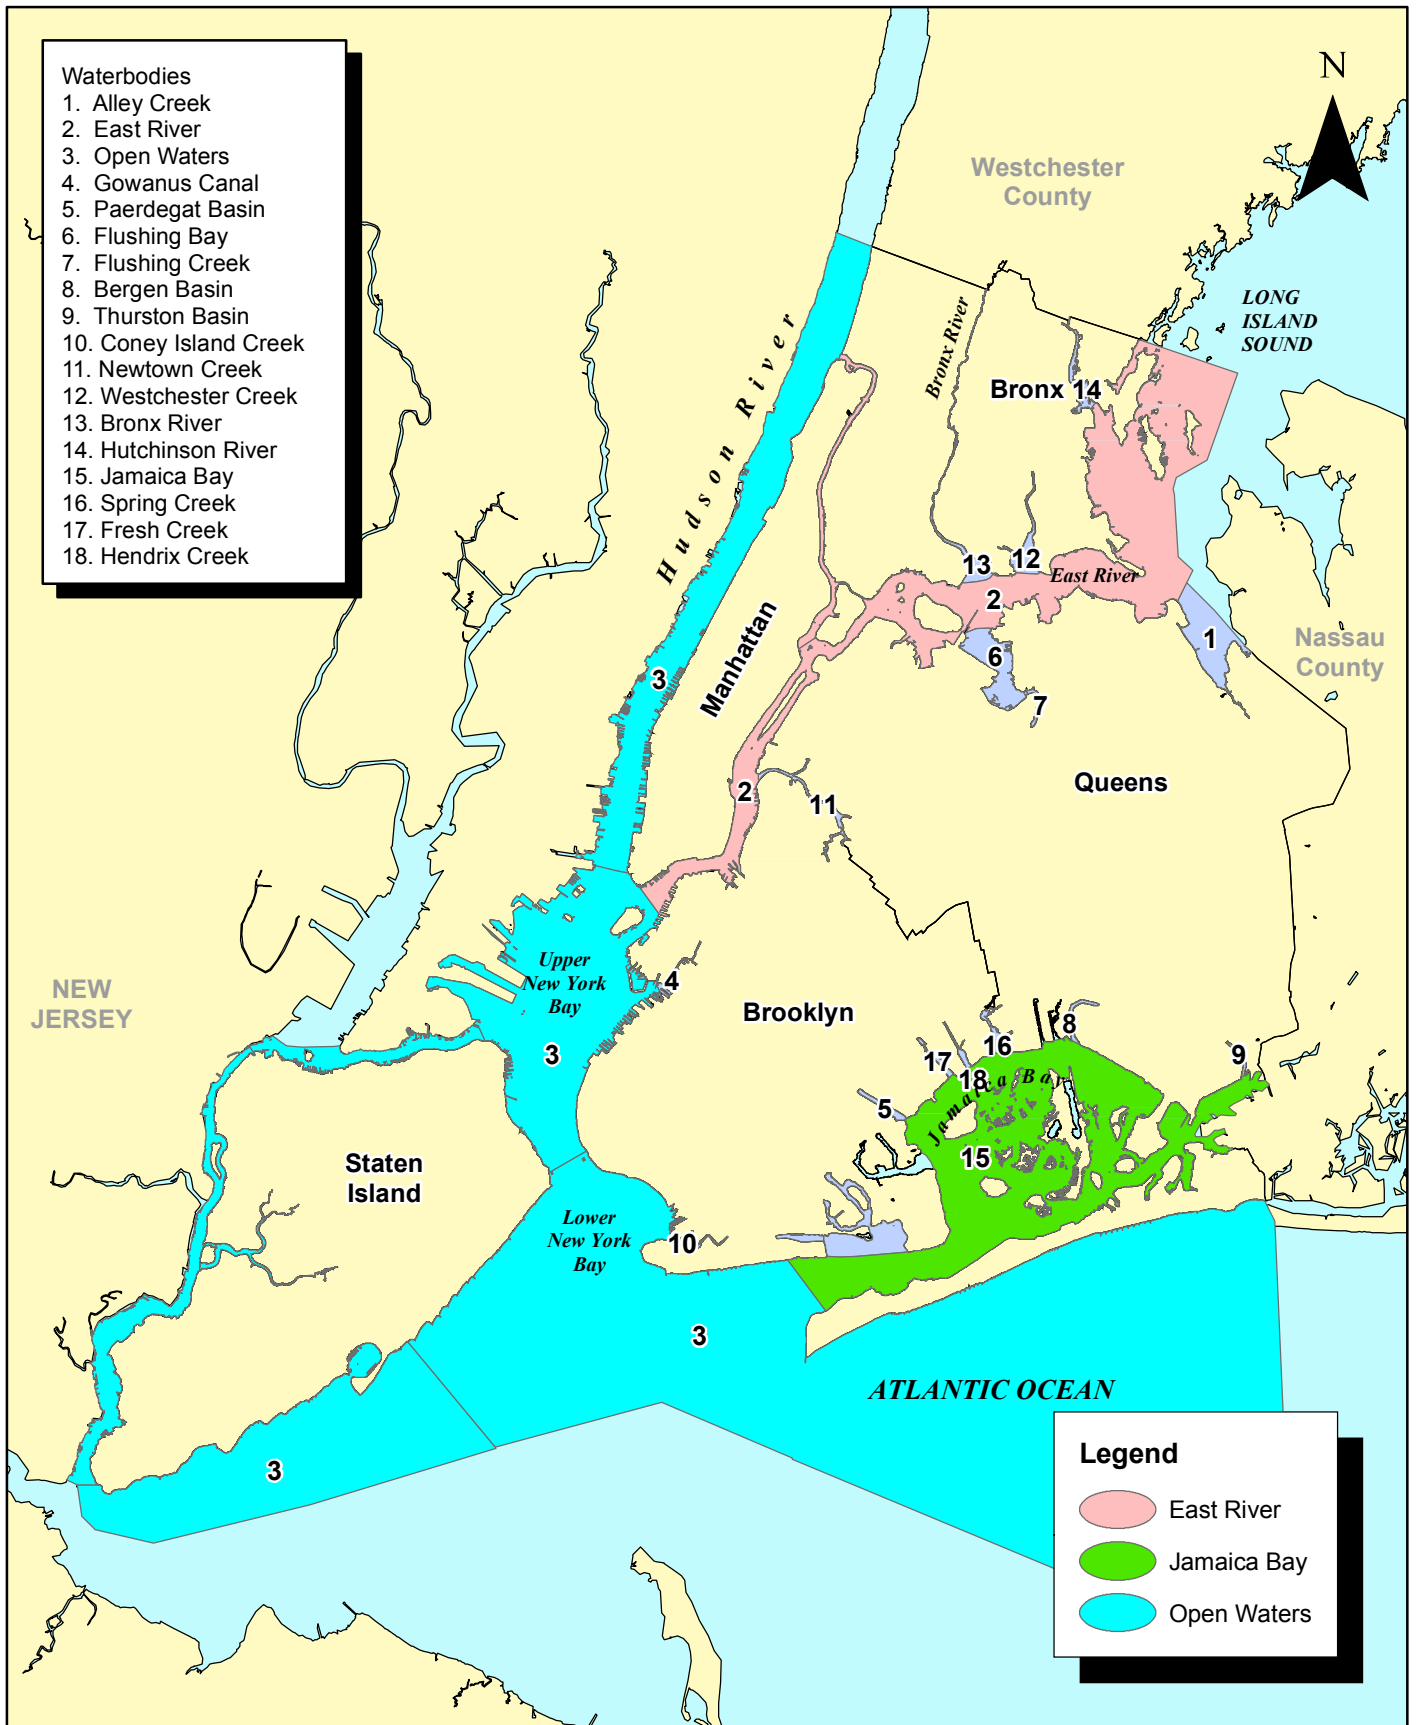 Waterbodies
1. Alley Creek
2. East River
3. Open Waters
4. Gowanus Canal
5. Paerdegat Basin
6. Flushing Bay
7. Flushing Creek
8. Bergen Basin
9. Thurston Basin
10. Coney Island Creek
11. Newtown Creek
12. Westchester Creek
13. Bronx River
14. Hutchinson River
15. Jamaica Bay
16. Spring Creek
17. Fresh Creek
18. Hendrix Creek
N
Westchester
County
LONG
ISLAND
SOUND
Hudson River
Bronx River
Bronx 14
13
12
East River
2
1
Nassau
County
6
7
3
Manhattan
2
11
Queens
Upper
New York
Bay
4
NEW
JERSEY
Brooklyn
3
8
16
17
18
9
Jamaica Bay
5
15
Staten
Island
Lower
New York
Bay
10
3
ATLANTIC OCEAN
3
Legend
East River
Jamaica Bay
Open Waters